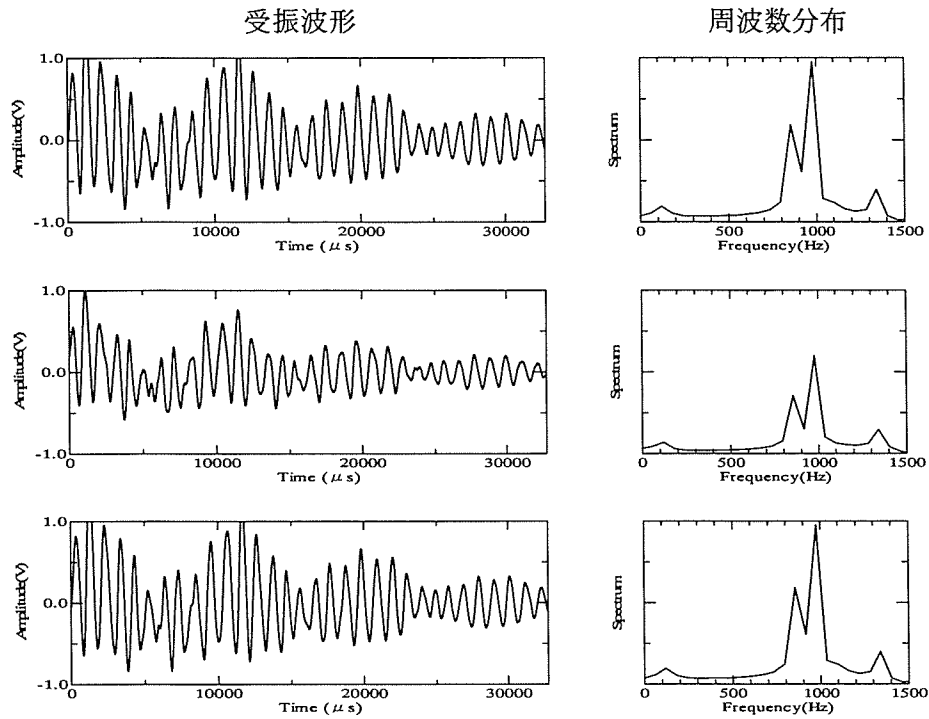 受振波形
周波数分布
1.0
0.0
-1.0
Amplitude(V)
0 10000 20000 30000
Time (μs)
Spectrum
0 500 1000 1500
Frequency(Hz)
1.0
0.0
-1.0
Amplitude(V)
0 10000 20000 30000
Time (μs)
Spectrum
0 500 1000 1500
Frequency(Hz)
1.0
0.0
-1.0
Amplitude(V)
0 10000 20000 30000
Time (μs)
Spectrum
0 500 1000 1500
Frequency(Hz)